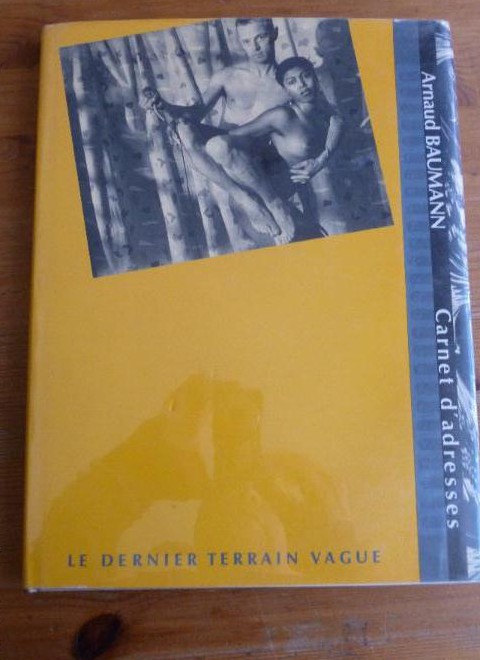 Arnaud BAUMANN
Carnet d'adresses
LE DERNIER TERRAIN VAGUE